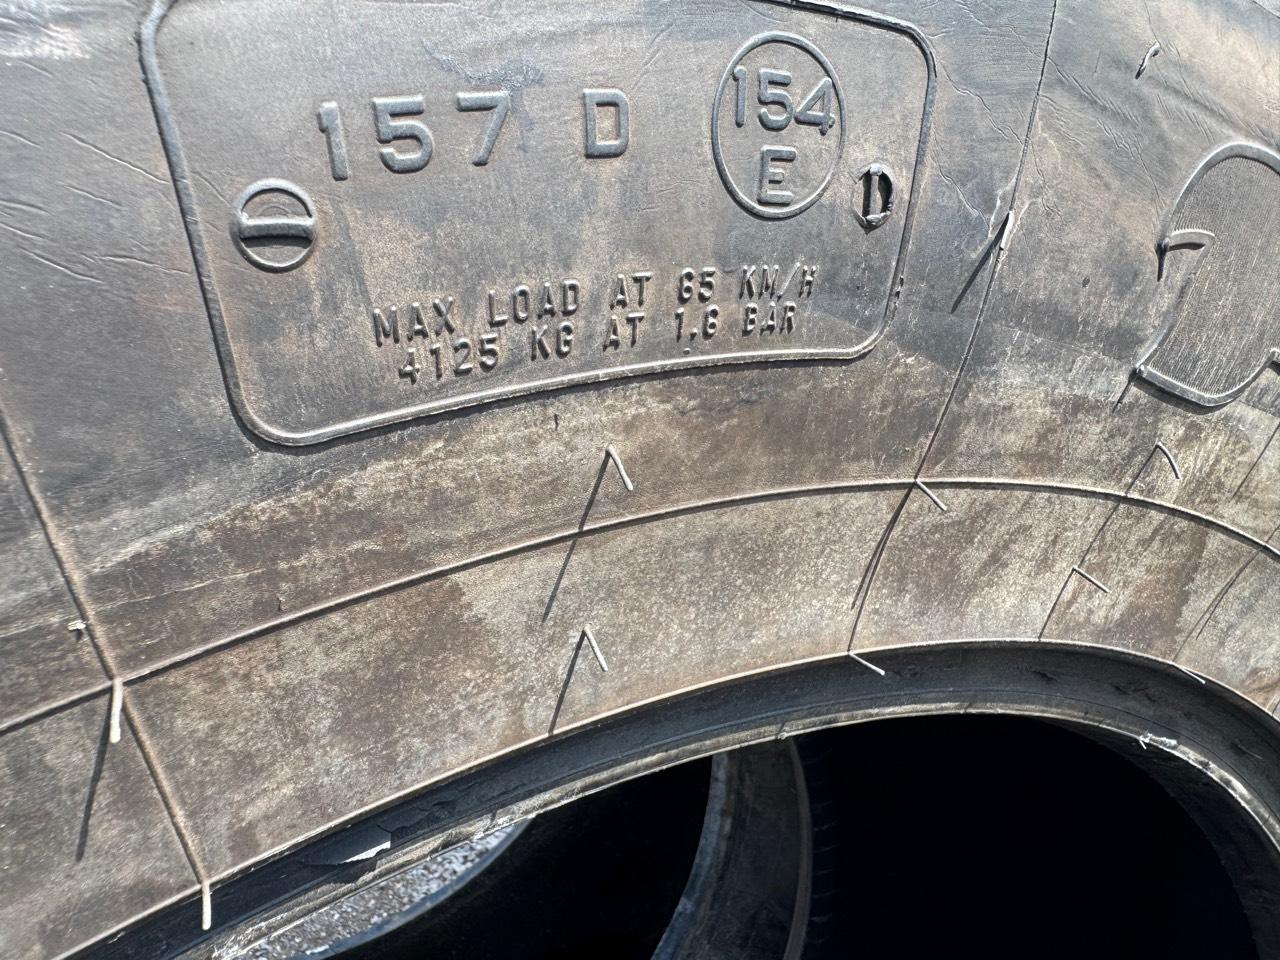 157 D
154
E
D
MAX LOAD AT 65 KM/H
4125 KG AT 1.6 BAR